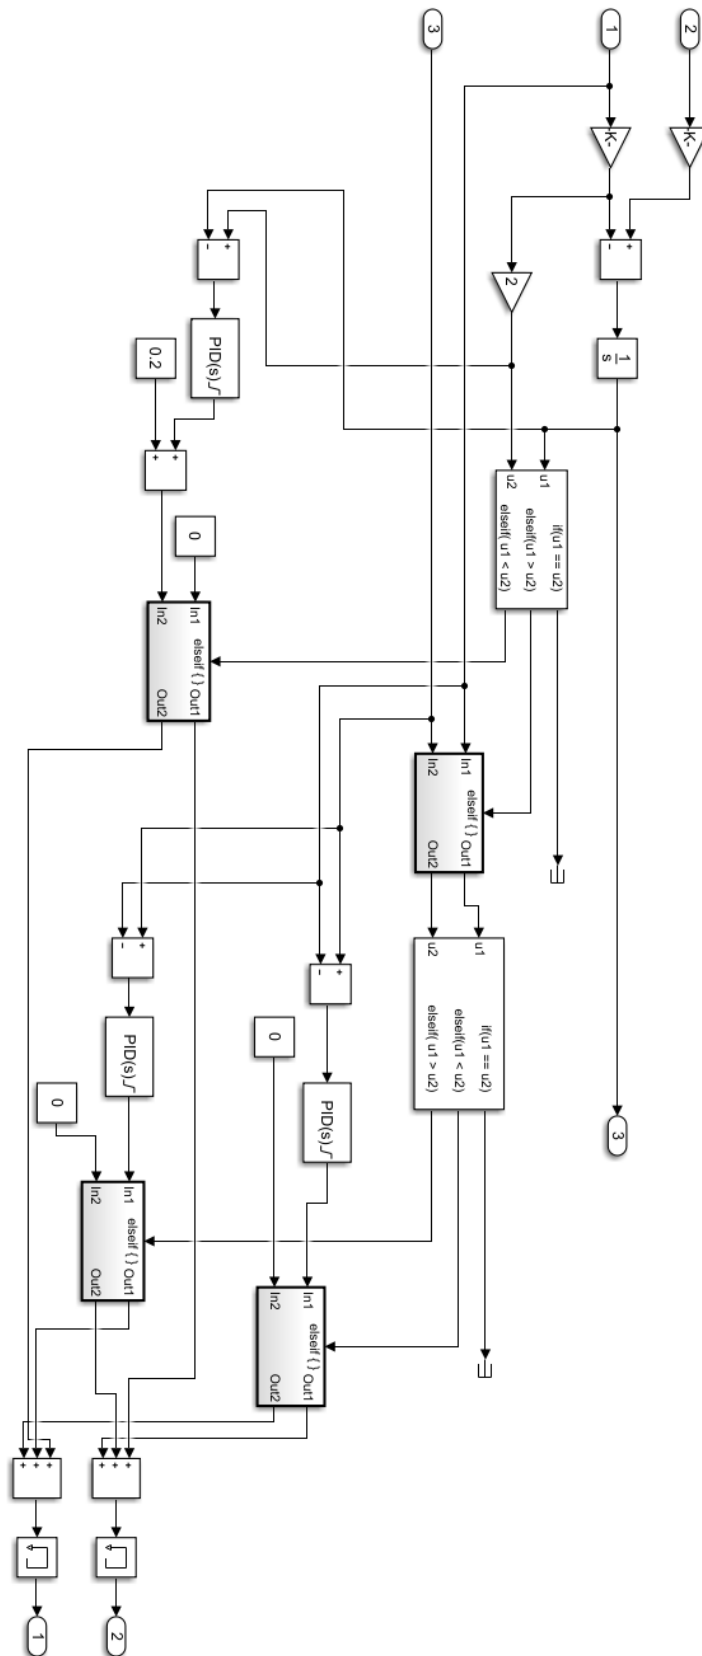 2
-K-
1
-K-
+
-
1
s
3
2
u1
u2
if(u1 == u2)
elseif(u1 > u2)
elseif( u1 < u2)
3
In1
In2
elseif { }
Out1
Out2
u1
u2
if(u1 == u2)
elseif(u1 < u2)
elseif( u1 > u2)
+
-
PID(s)
0
In1
In2
elseif { }
Out1
Out2
+
-
PID(s)
0.2
+
+
0
In1
In2
elseif { }
Out1
Out2
+
-
PID(s)
0
In1
In2
elseif { }
Out1
Out2
+
+
+
2
+
+
+
1